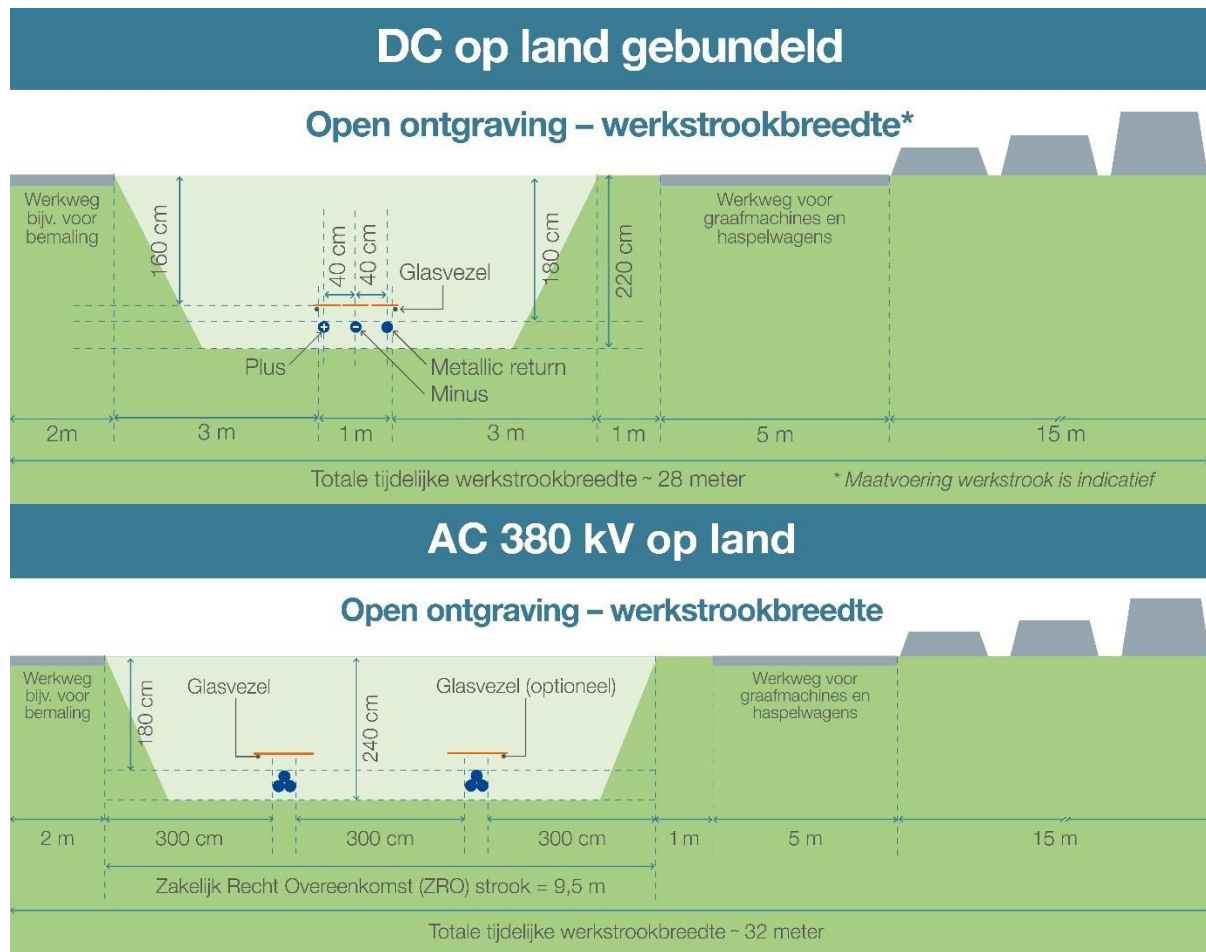 DC op land gebundeld
Open ontgraving – werkstrookbreedte*
Werkweg
bijv. voor
bemaling
160 cm
40 cm
40 cm
Glasvezel
180 cm
220 cm
Werkweg voor
graafmachines en
haspelwagens
Plus
Metallic return
Minus
2m
3 m
1 m
3 m
1 m
5 m
15 m
Totale tijdelijke werkstrookbreedte ~ 28 meter
* Maatvoering werkstrook is indicatief
AC 380 kV op land
Open ontgraving – werkstrookbreedte
Werkweg
bijv. voor
bemaling
180 cm
Glasvezel
240 cm
Glasvezel (optioneel)
Werkweg voor
graafmachines en
haspelwagens
2 m
300 cm
300 cm
300 cm
1 m
5 m
15 m
Zakelijk Recht Overeenkomst (ZRO) strook = 9,5 m
Totale tijdelijke werkstrookbreedte ~ 32 meter